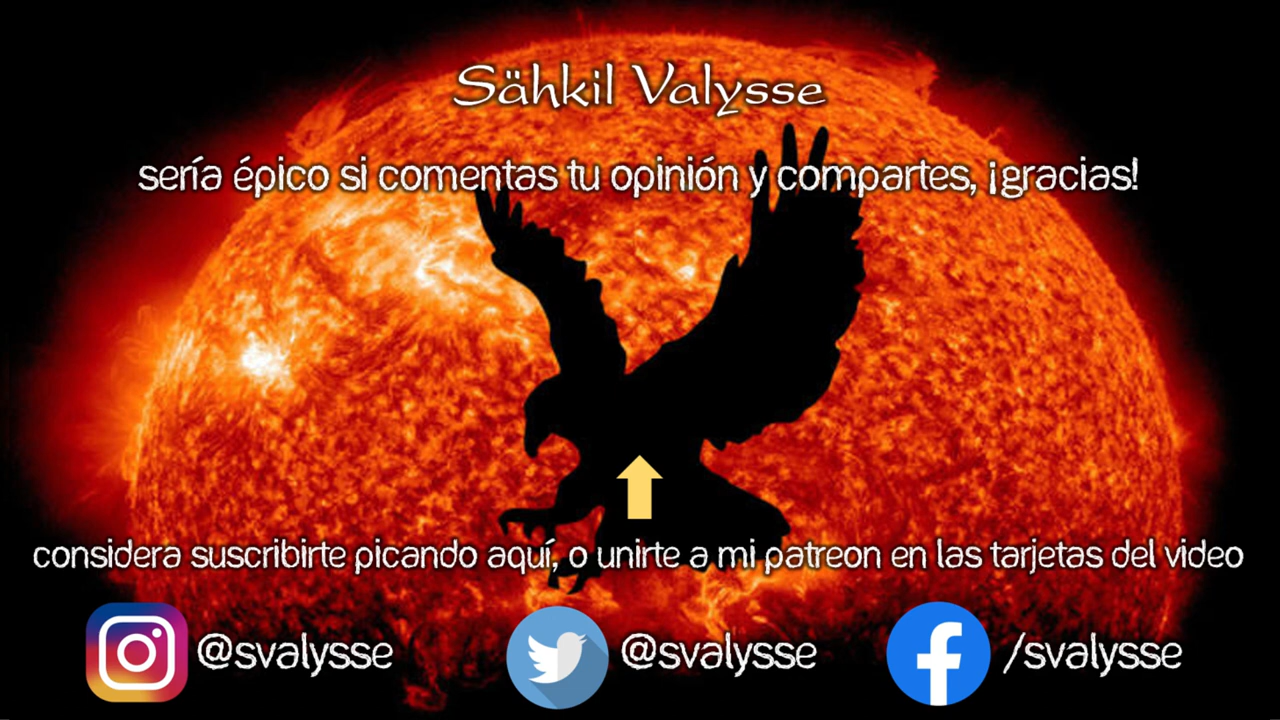 Sähkil Valysse
sería épico si comentas tu opinión y compartes, ¡gracias!
considera suscribirte picando aquí, o unirte a mi patreon en las tarjetas del video
@svalysse @svalysse /svalysse